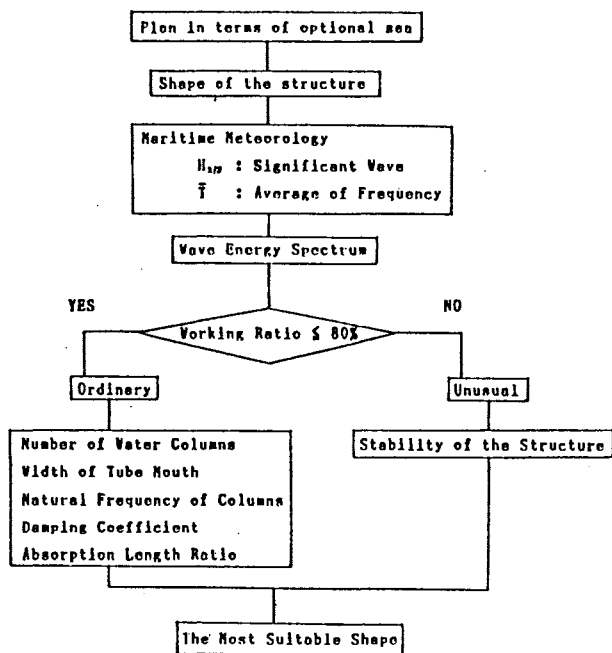 Plan in terms of optional sea
Shape of the structure
Maritime Meteorology
H₁/₃ : Significant Wave
T̄ : Average of Frequency
Wave Energy Spectrum
YES
NO
Working Ratio ≦ 80%
Ordinary
Unusual
Number of Water Columns
Width of Tube Mouth
Natural Frequency of Columns
Damping Coefficient
Absorption Length Ratio
Stability of the Structure
The Most Suitable Shape